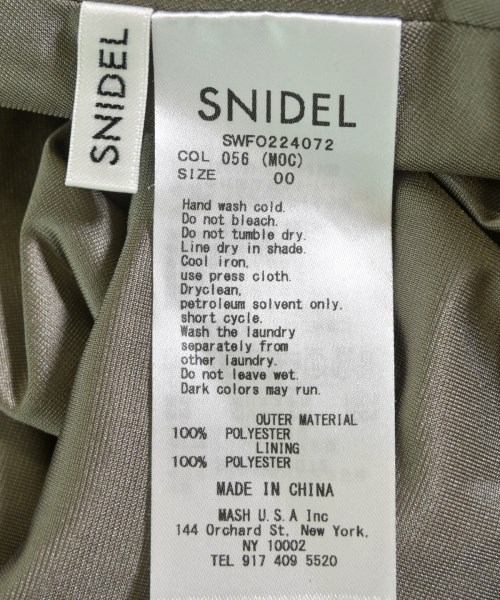 SNIDEL
SNIDEL
SWFO224072
COL 056 (MOC)
SIZE 00
Hand wash cold.
Do not bleach.
Do not tumble dry.
Line dry in shade.
Cool iron,
use press cloth.
Dryclean,
petroleum solvent only.
short cycle.
Wash the laundry
separately from
other laundry.
Do not leave wet.
Dark colors may run.
OUTER MATERIAL
100% POLYESTER
LINING
100% POLYESTER
MADE IN CHINA
MASH U.S.A Inc
144 Orchard St, New York,
NY 10002
TEL 917 409 5520